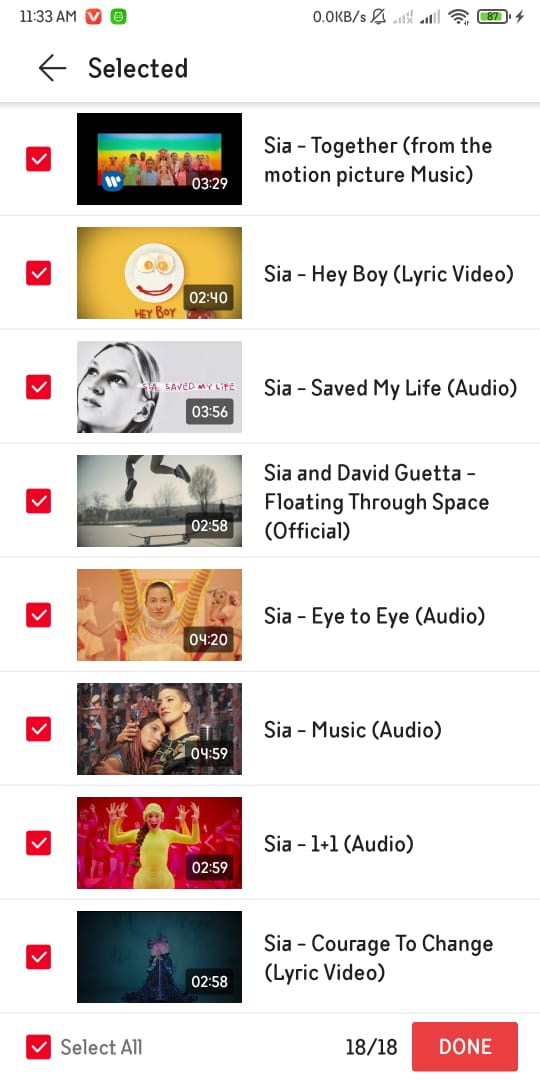 11:33 AM
0.0KB/s
87
Selected
03:29
Sia - Together (from the
motion picture Music)
HEY BOY
02:40
Sia - Hey Boy (Lyric Video)
SIA SAVED MY LIFE
03:56
Sia - Saved My Life (Audio)
02:58
Sia and David Guetta -
Floating Through Space
(Official)
04:20
Sia - Eye to Eye (Audio)
04:59
Sia - Music (Audio)
02:59
Sia - 1+1 (Audio)
02:58
Sia - Courage To Change
(Lyric Video)
Select All
18/18
DONE